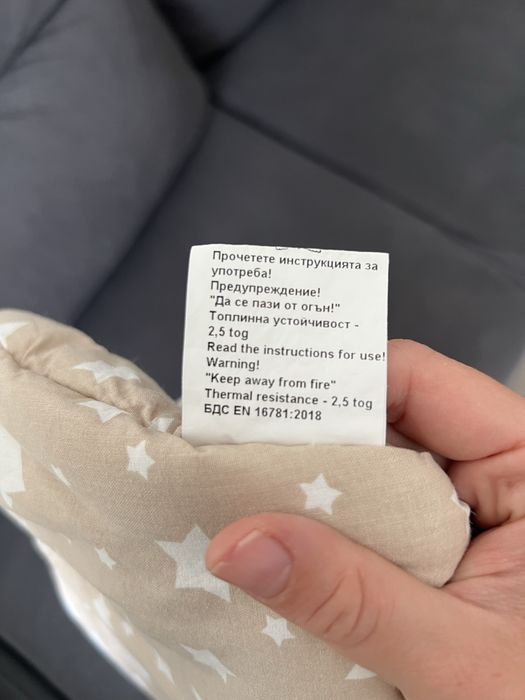 Прочетете инструкцията за
употреба!
Предупреждение!
"Да се пази от огън!"
Топлинна устойчивост -
2,5 tog
Read the instructions for use!
Warning!
"Keep away from fire"
Thermal resistance - 2,5 tog
БДС EN 16781:2018